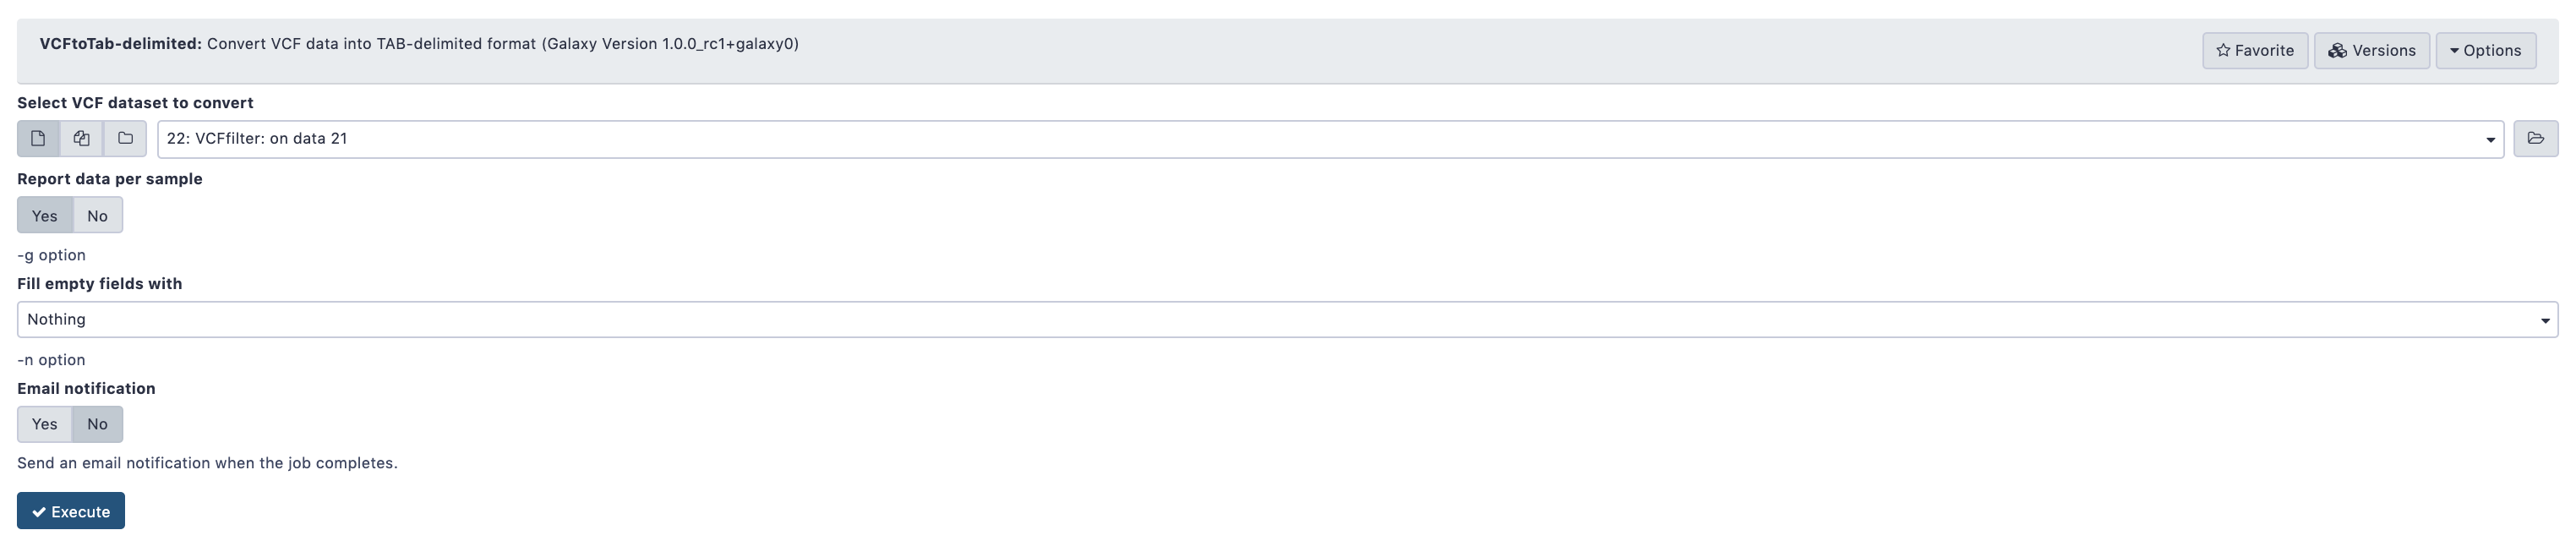 VCFtoTab-delimited: Convert VCF data into TAB-delimited format (Galaxy Version 1.0.0_rc1+galaxy0)
Favorite
Versions
Options
Select VCF dataset to convert
22: VCFfilter: on data 21
Report data per sample
Yes No
-g option
Fill empty fields with
Nothing
-n option
Email notification
Yes No
Send an email notification when the job completes.
Execute